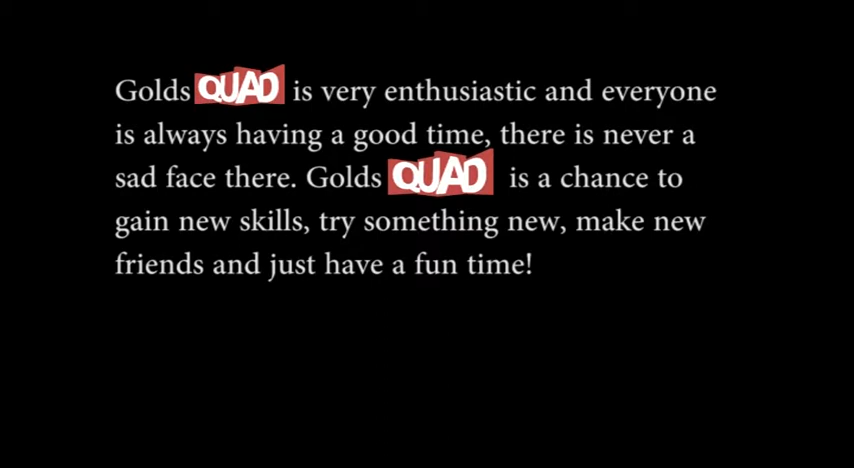 Golds QUAD is very enthusiastic and everyone
is always having a good time, there is never a
sad face there. Golds QUAD is a chance to
gain new skills, try something new, make new
friends and just have a fun time!